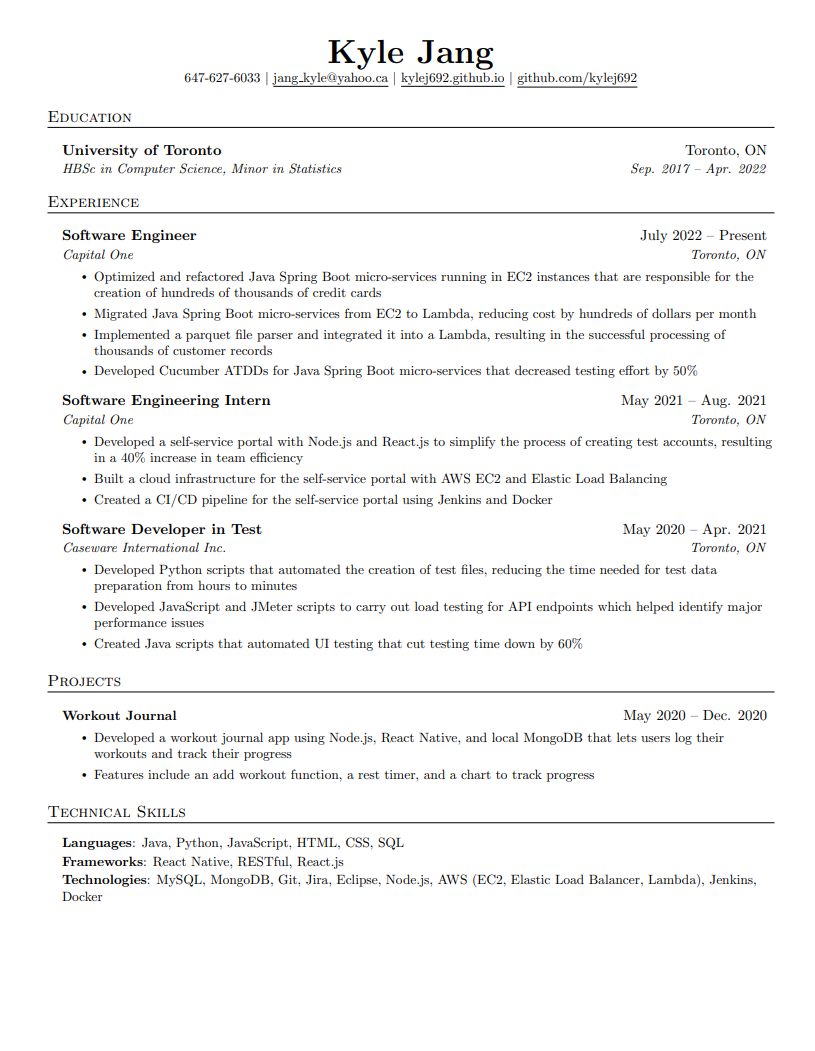 Kyle Jang
647-627-6033 | jang_kyle@yahoo.ca | kylej692.github.io | github.com/kylej692
Education
University of Toronto Toronto, ON
HBSc in Computer Science, Minor in Statistics Sep. 2017 – Apr. 2022
Experience
Software Engineer July 2022 – Present
Capital One Toronto, ON
• Optimized and refactored Java Spring Boot micro-services running in EC2 instances that are responsible for the
creation of hundreds of thousands of credit cards
• Migrated Java Spring Boot micro-services from EC2 to Lambda, reducing cost by hundreds of dollars per month
• Implemented a parquet file parser and integrated it into a Lambda, resulting in the successful processing of
thousands of customer records
• Developed Cucumber ATDDs for Java Spring Boot micro-services that decreased testing effort by 50%
Software Engineering Intern May 2021 – Aug. 2021
Capital One Toronto, ON
• Developed a self-service portal with Node.js and React.js to simplify the process of creating test accounts, resulting
in a 40% increase in team efficiency
• Built a cloud infrastructure for the self-service portal with AWS EC2 and Elastic Load Balancing
• Created a CI/CD pipeline for the self-service portal using Jenkins and Docker
Software Developer in Test May 2020 – Apr. 2021
Caseware International Inc. Toronto, ON
• Developed Python scripts that automated the creation of test files, reducing the time needed for test data
preparation from hours to minutes
• Developed JavaScript and JMeter scripts to carry out load testing for API endpoints which helped identify major
performance issues
• Created Java scripts that automated UI testing that cut testing time down by 60%
Projects
Workout Journal May 2020 – Dec. 2020
• Developed a workout journal app using Node.js, React Native, and local MongoDB that lets users log their
workouts and track their progress
• Features include an add workout function, a rest timer, and a chart to track progress
Technical Skills
Languages: Java, Python, JavaScript, HTML, CSS, SQL
Frameworks: React Native, RESTful, React.js
Technologies: MySQL, MongoDB, Git, Jira, Eclipse, Node.js, AWS (EC2, Elastic Load Balancer, Lambda), Jenkins,
Docker